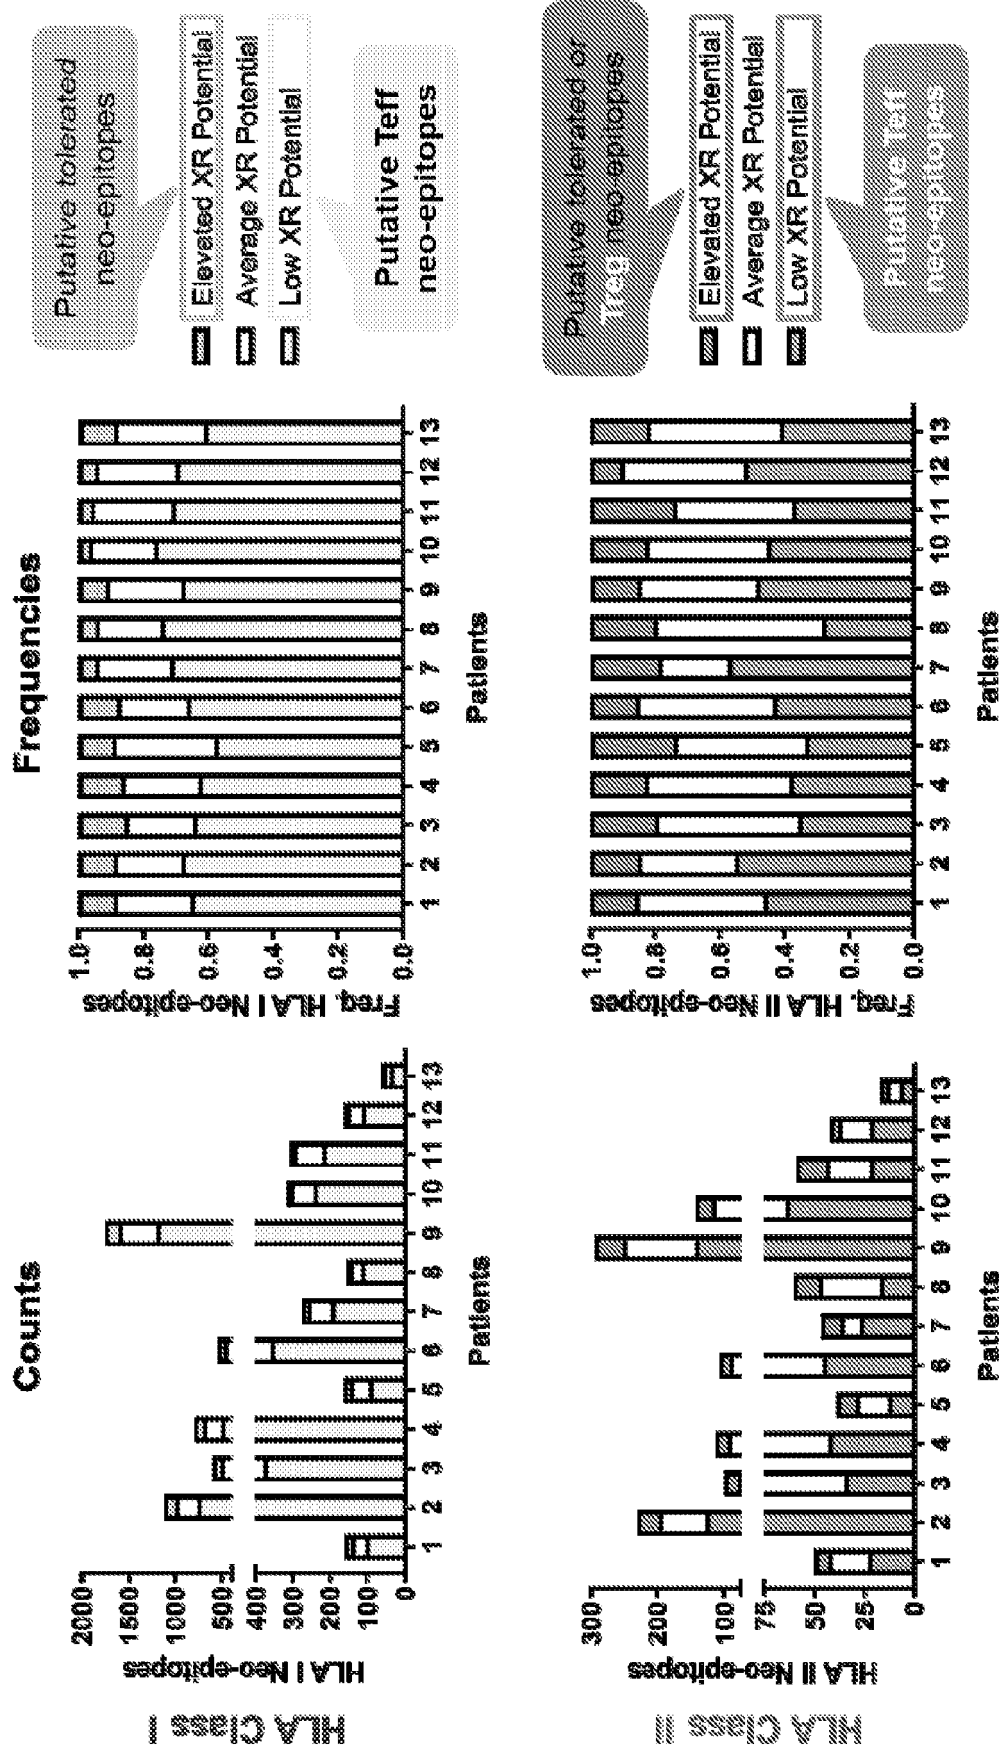 Counts
Frequencies
HLA Class I
HLA I Neo-epitopes
2000
1500
1000
500
400
300
200
100
0
1 2 3 4 5 6 7 8 9 10 11 12 13
Patients
Freq. HLA I Neo-epitopes
1.0
0.8
0.6
0.4
0.2
0.0
1 2 3 4 5 6 7 8 9 10 11 12 13
Patients
Putative tolerated
neo-epitopes
Elevated XR Potential
Average XR Potential
Low XR Potential
Putative Teff
neo-epitopes
HLA Class II
HLA II Neo-epitopes
300
200
100
75
50
25
0
1 2 3 4 5 6 7 8 9 10 11 12 13
Patients
Freq. HLA II Neo-epitopes
1.0
0.8
0.6
0.4
0.2
0.0
1 2 3 4 5 6 7 8 9 10 11 12 13
Patients
Putative tolerated or
Treg neo epitopes
Elevated XR Potential
Average XR Potential
Low XR Potential
Putative Teff
neo-epitopes